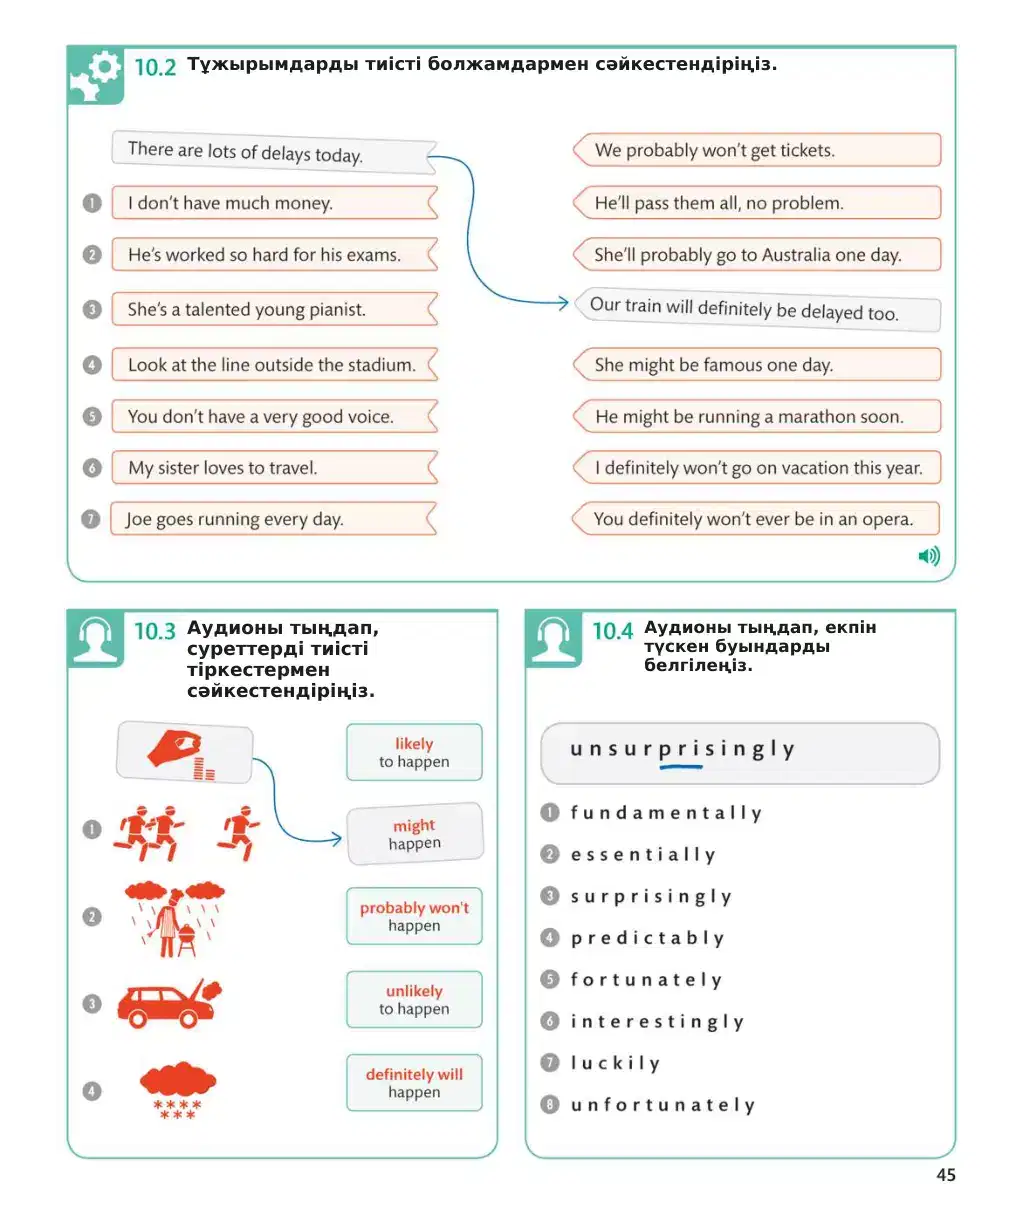 10.2 Тұжырымдарды тиісті болжамдармен сәйкестендіріңіз.
There are lots of delays today.
1 I don't have much money.
2 He's worked so hard for his exams.
3 She's a talented young pianist.
4 Look at the line outside the stadium.
5 You don't have a very good voice.
6 My sister loves to travel.
7 Joe goes running every day.
We probably won't get tickets.
He'll pass them all, no problem.
She'll probably go to Australia one day.
Our train will definitely be delayed too.
She might be famous one day.
He might be running a marathon soon.
I definitely won't go on vacation this year.
You definitely won't ever be in an opera.
10.3 Аудионы тыңдап,
суреттерді тиісті
тіркестермен
сәйкестендіріңіз.
1
2
3
4
likely
to happen
might
happen
probably won't
happen
unlikely
to happen
definitely will
happen
10.4 Аудионы тыңдап, екпін
түскен буындарды
белгілеңіз.
unsurprisingly
1 fundamentally
2 essentially
3 surprisingly
4 predictably
5 fortunately
6 interestingly
7 luckily
8 unfortunately
45